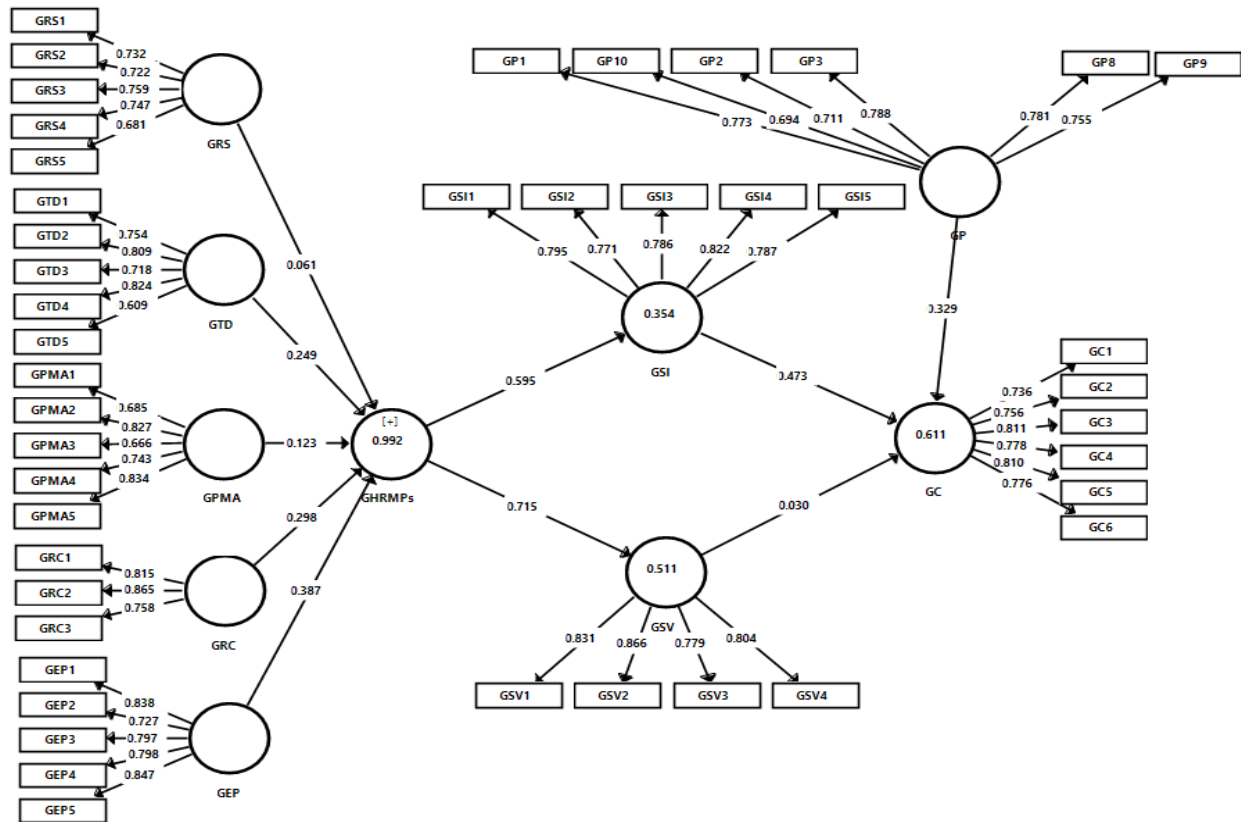 GRS1
GRS2
GRS3
GRS4
GRS5
0.732
0.722
0.759
0.747
0.681
GRS
GTD1
GTD2
GTD3
GTD4
GTD5
0.754
0.809
0.718
0.824
0.609
GTD
GPMA1
GPMA2
GPMA3
GPMA4
GPMA5
0.685
0.827
0.666
0.743
0.834
GPMA
GRC1
GRC2
GRC3
0.815
0.865
0.758
GRC
GEP1
GEP2
GEP3
GEP4
GEP5
0.838
0.727
0.797
0.798
0.847
GEP
0.061
0.249
0.123
0.298
0.387
[+]
0.992
GHRMPs
0.595
0.715
GSI1
GSI2
GSI3
GSI4
GSI5
0.795
0.771
0.786
0.822
0.787
0.354
GSI
0.511
GSV
0.831
0.866
0.779
0.804
GSV1
GSV2
GSV3
GSV4
0.473
0.030
GP1
GP10
GP2
GP3
GP8
GP9
0.773
0.694
0.711
0.788
0.781
0.755
GP
0.329
0.611
GC
0.736
0.756
0.811
0.778
0.810
0.776
GC1
GC2
GC3
GC4
GC5
GC6